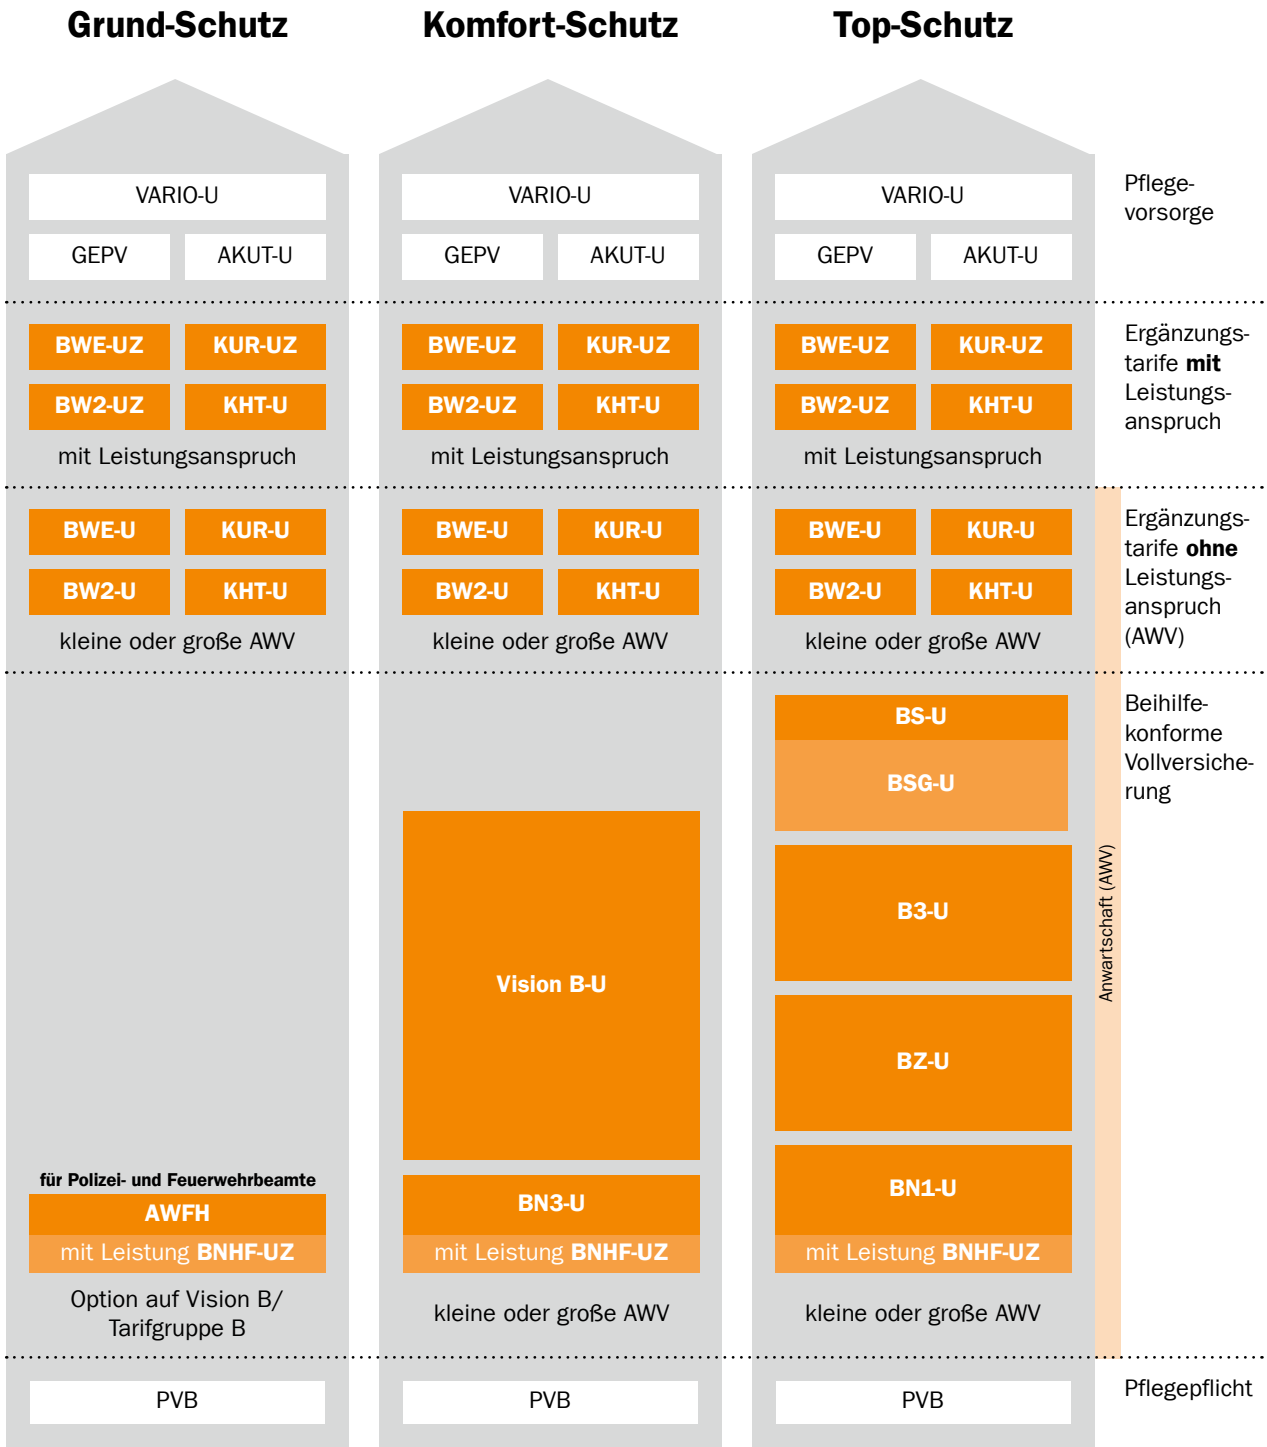 Grund-Schutz
Komfort-Schutz
Top-Schutz
VARIO-U
VARIO-U
VARIO-U
Pflege-
vorsorge
GEPV
AKUT-U
GEPV
AKUT-U
GEPV
AKUT-U
BWE-UZ
KUR-UZ
BWE-UZ
KUR-UZ
BWE-UZ
KUR-UZ
Ergänzungs-
tarife mit
Leistungs-
anspruch
BW2-UZ
KHT-U
BW2-UZ
KHT-U
BW2-UZ
KHT-U
mit Leistungsanspruch
mit Leistungsanspruch
mit Leistungsanspruch
BWE-U
KUR-U
BWE-U
KUR-U
BWE-U
KUR-U
Ergänzungs-
tarife ohne
Leistungs-
anspruch
(AWV)
BW2-U
KHT-U
BW2-U
KHT-U
BW2-U
KHT-U
kleine oder große AWV
kleine oder große AWV
kleine oder große AWV
Beihilfe-
konforme
Vollversiche-
rung
BS-U
BSG-U
B3-U
Anwartschaft (AWV)
Vision B-U
BZ-U
für Polizei- und Feuerwehrbeamte
AWFH
mit Leistung BNHF-UZ
BN3-U
mit Leistung BNHF-UZ
BN1-U
mit Leistung BNHF-UZ
Option auf Vision B/
Tarifgruppe B
kleine oder große AWV
kleine oder große AWV
PVB
PVB
PVB
Pflegepflicht